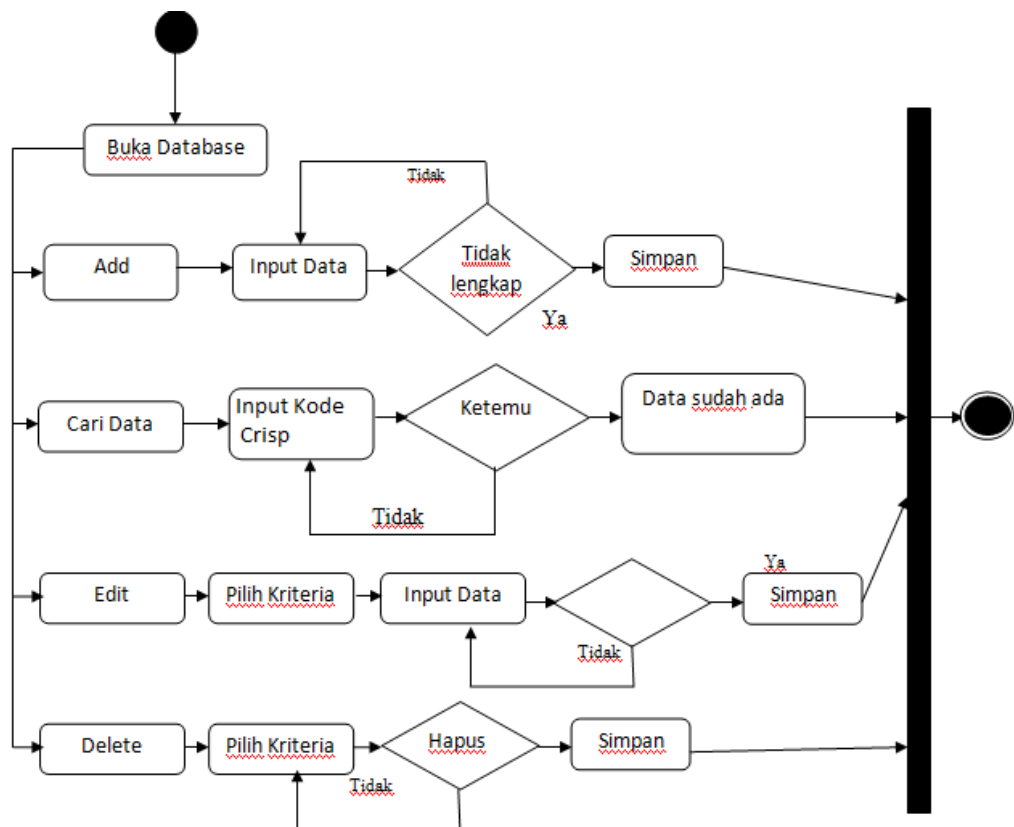 Buka Database
Tidak
Add
Input Data
Tidak
lengkap
Simpan
Ya
Cari Data
Input Kode
Crisp
Ketemu
Data sudah ada
Tidak
Edit
Pilih Kriteria
Input Data
Ya
Simpan
Tidak
Delete
Pilih Kriteria
Hapus
Simpan
Tidak